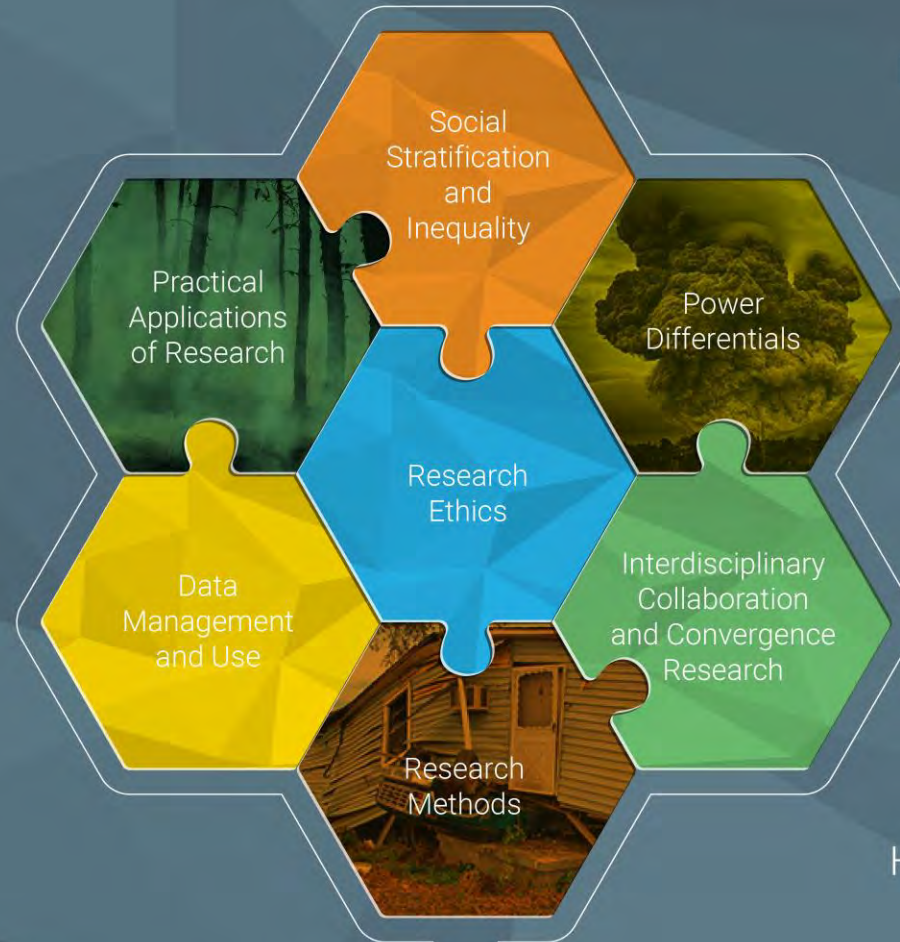 Social
Stratification
and
Inequality
Practical
Applications
of Research
Power
Differentials
Research
Ethics
Data
Management
and Use
Interdisciplinary
Collaboration
and Convergence
Research
Research
Methods